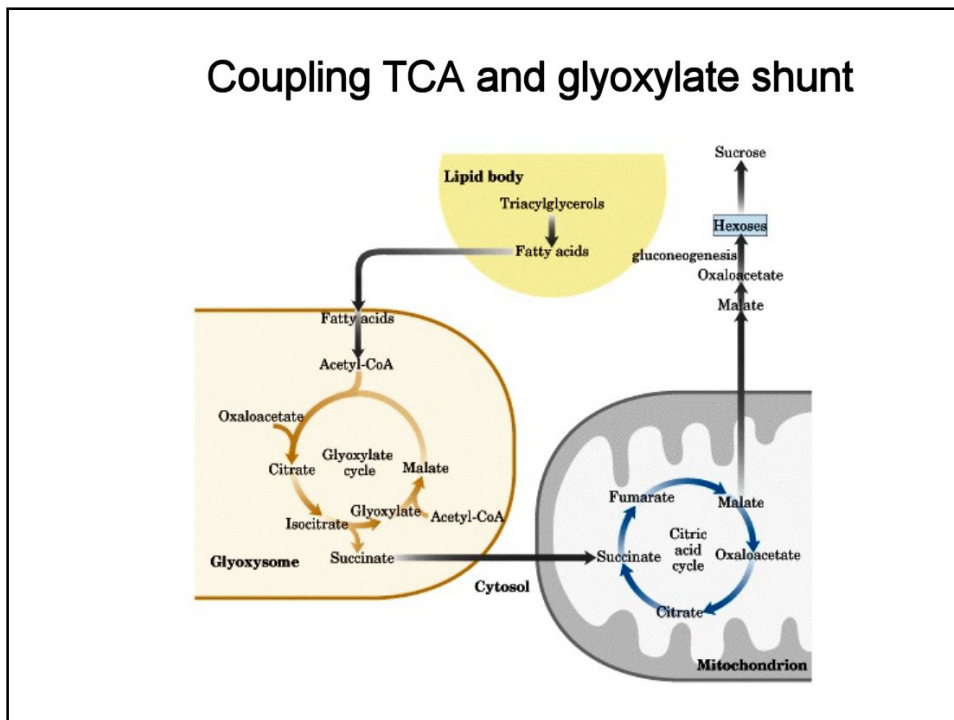 Coupling TCA and glyoxylate shunt
Sucrose
Lipid body
Triacylglycerols
Hexoses
Fatty acids
gluconeogenesis
Oxaloacetate
Malate
Fatty acids
Acetyl-CoA
Oxaloacetate
Citrate
Glyoxylate
cycle
Malate
Isocitrate
Glyoxylate
Acetyl-CoA
Succinate
Glyoxysome
Cytosol
Fumarate
Malate
Citric
acid
cycle
Succinate
Oxaloacetate
Citrate
Mitochondrion